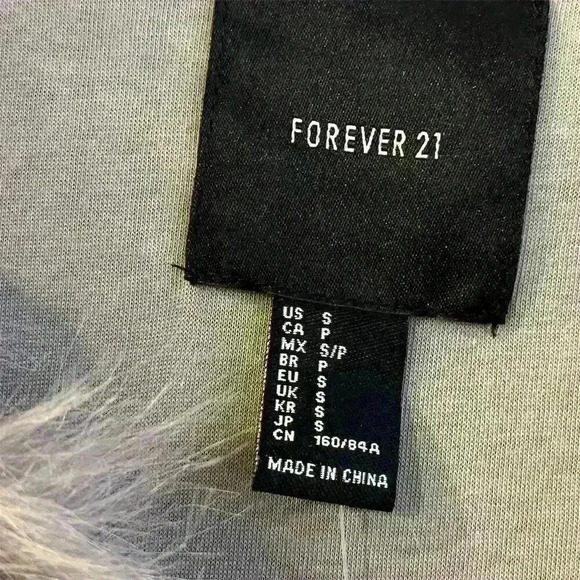 FOREVER 21
US S
CA P
MX S/P
BR P
EU S
UK S
KR S
JP S
CN 160/84A
MADE IN CHINA